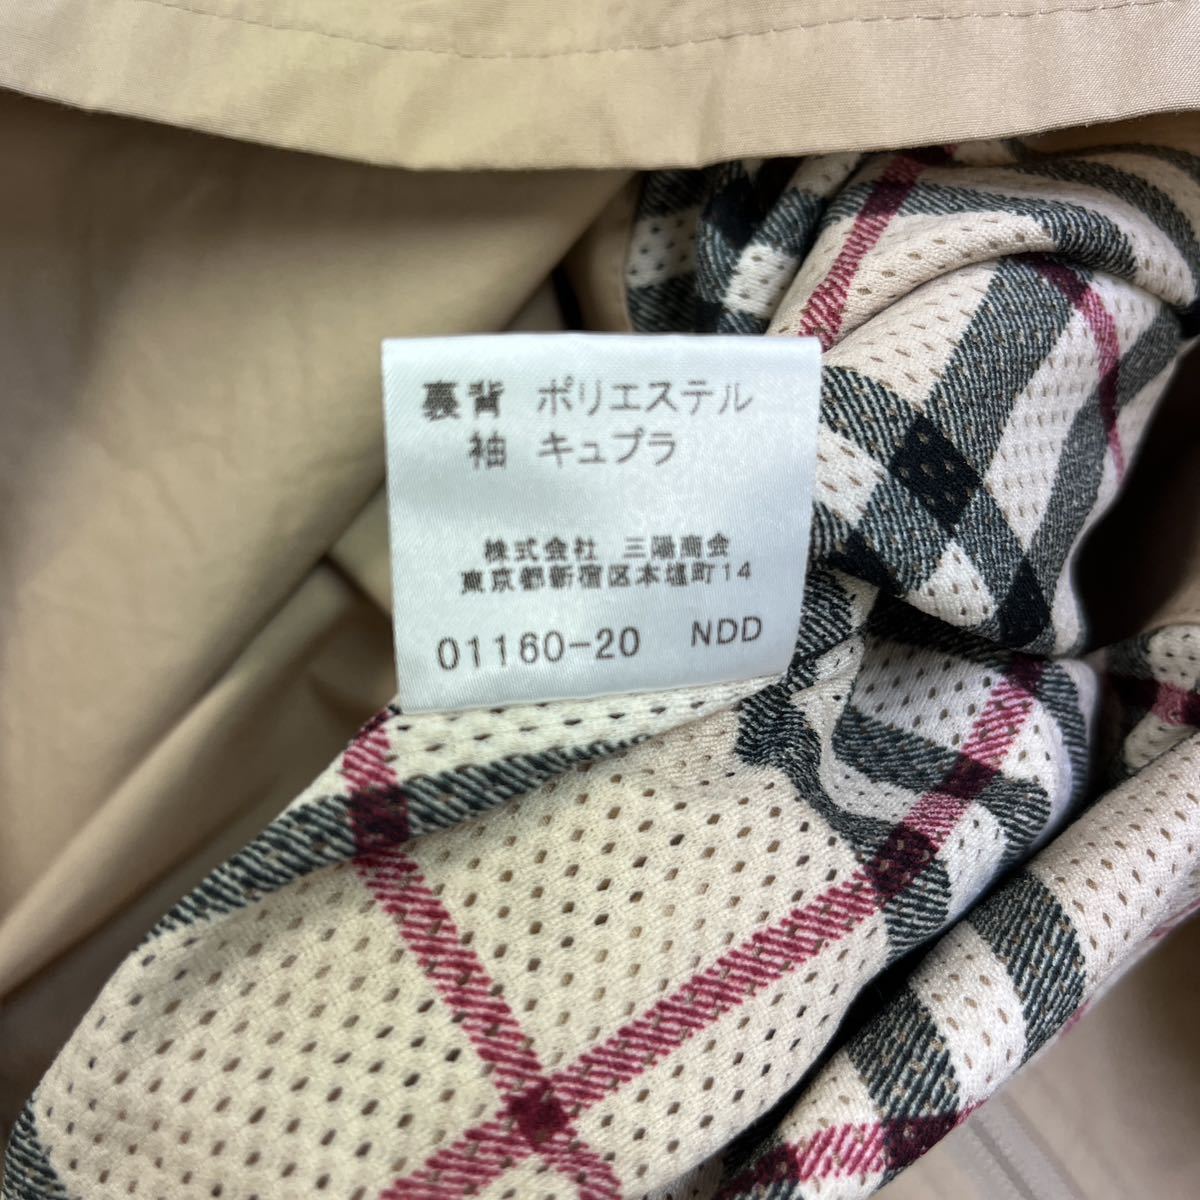 裏背 ポリエステル
袖 キュプラ
株式会社 三陽商会
東京都新宿区本塩町14
01160-20 NDD